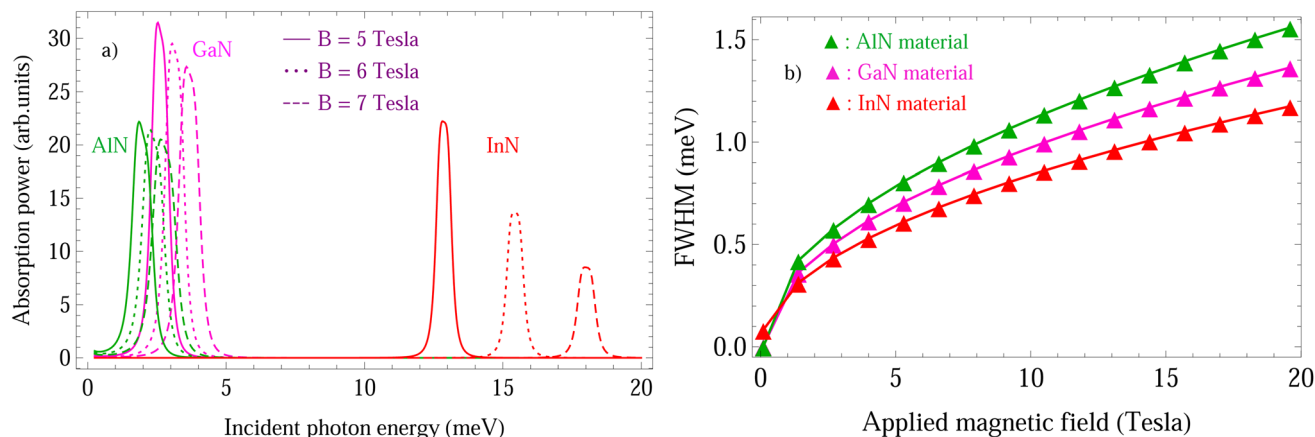 a)
GaN
AlN
InN
B = 5 Tesla
B = 6 Tesla
B = 7 Tesla
Absorption power (arb.units)
30
25
20
15
10
5
0
0
5
10
15
20
Incident photon energy (meV)
b)
: AlN material
: GaN material
: InN material
FWHM (meV)
1.5
1.0
0.5
0.0
0
5
10
15
20
Applied magnetic field (Tesla)